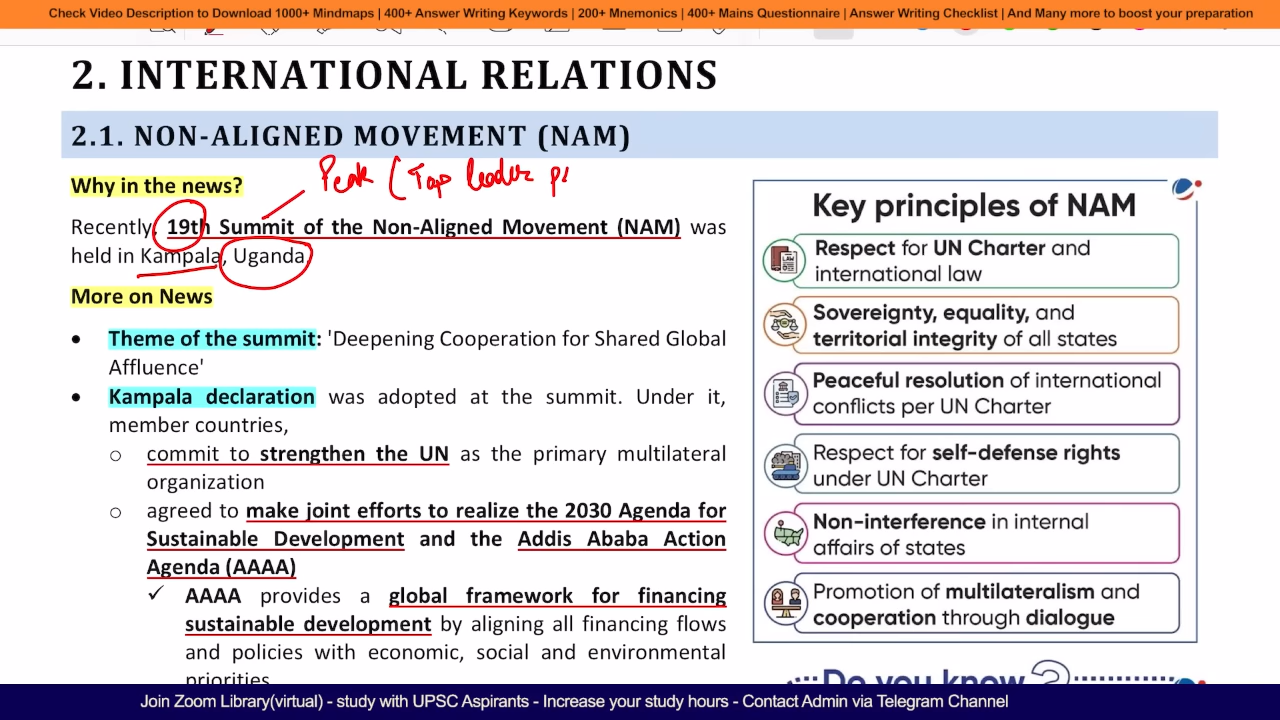 Check Video Description to Download 1000+ Mindmaps | 400+ Answer Writing Keywords | 200+ Mnemonics | 400+ Mains Questionnaire | Answer Writing Checklist | And Many more to boost your preparation
2. INTERNATIONAL RELATIONS
2.1. NON-ALIGNED MOVEMENT (NAM)
Peak (Top leader
Why in the news?
Recently, 19th Summit of the Non-Aligned Movement (NAM) was
held in Kampala, Uganda.
More on News
• Theme of the summit: 'Deepening Cooperation for Shared Global
Affluence'
• Kampala declaration was adopted at the summit. Under it,
member countries,
o commit to strengthen the UN as the primary multilateral
organization
o agreed to make joint efforts to realize the 2030 Agenda for
Sustainable Development and the Addis Ababa Action
Agenda (AAAA)
✓ AAAA provides a global framework for financing
sustainable development by aligning all financing flows
and policies with economic, social and environmental
priorities.
Key principles of NAM
Respect for UN Charter and
international law
Sovereignty, equality, and
territorial integrity of all states
Peaceful resolution of international
conflicts per UN Charter
Respect for self-defense rights
under UN Charter
Non-interference in internal
affairs of states
Promotion of multilateralism and
cooperation through dialogue
Do you know ?
Join Zoom Library(virtual) - study with UPSC Aspirants - Increase your study hours - Contact Admin via Telegram Channel